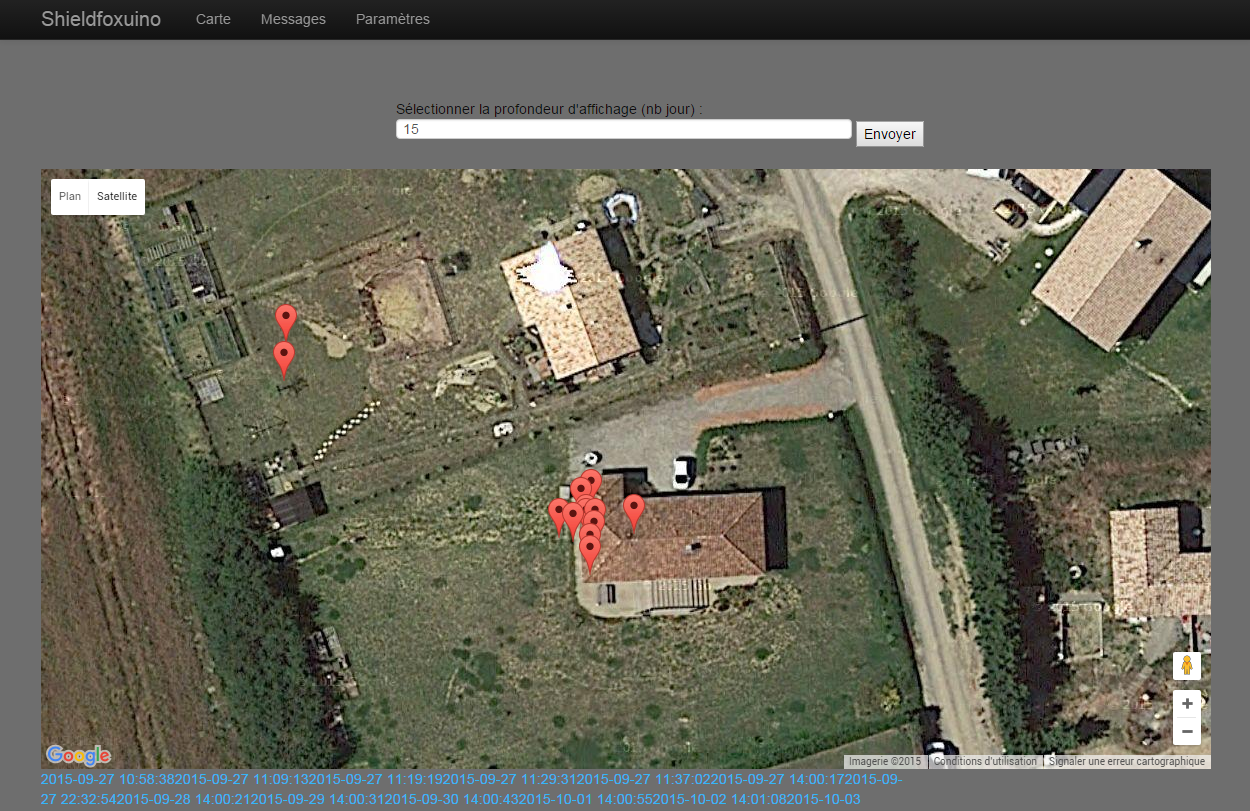 Shieldfoxuino Carte Messages Paramètres
Sélectionner la profondeur d'affichage (nb jour) :
15 Envoyer
Plan Satellite
Google
Imagerie ©2015 Conditions d'utilisation Signaler une erreur cartographique
2015-09-27 10:58:382015-09-27 11:09:132015-09-27 11:19:192015-09-27 11:29:312015-09-27 11:37:022015-09-27 14:00:172015-09-
27 22:32:542015-09-28 14:00:212015-09-29 14:00:312015-09-30 14:00:432015-10-01 14:00:552015-10-02 14:01:082015-10-03